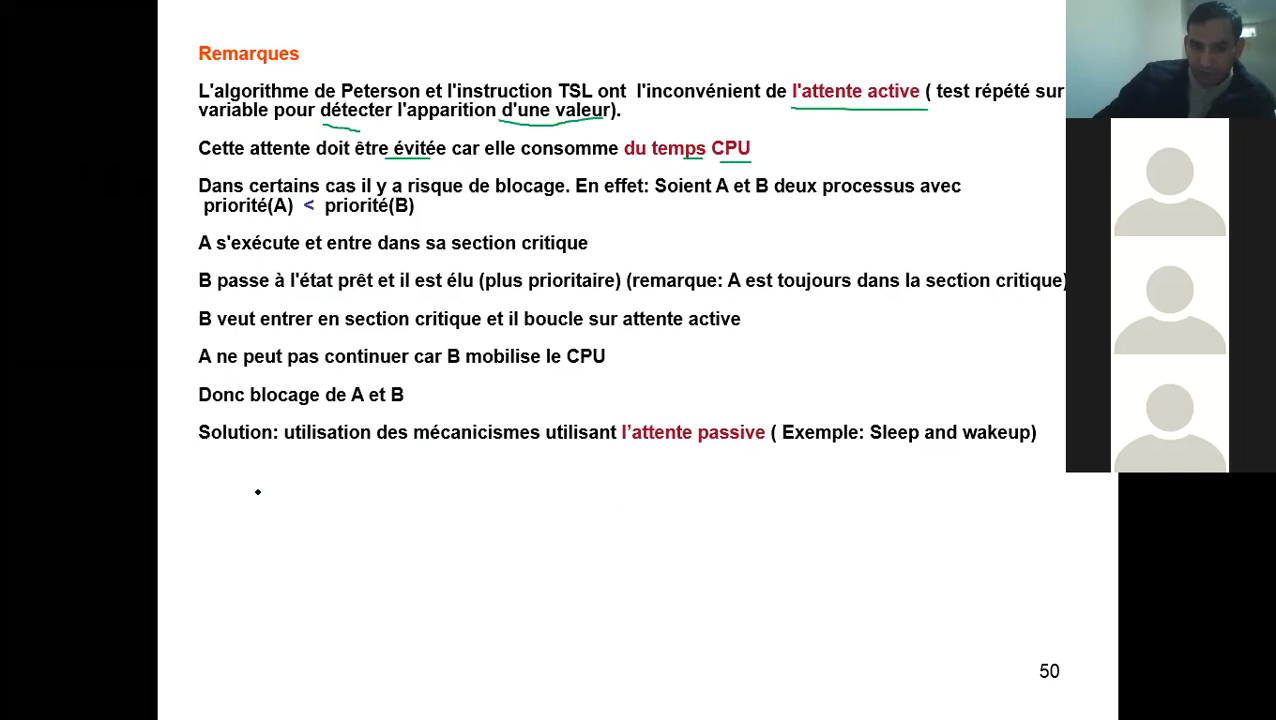 Remarques
L'algorithme de Peterson et l'instruction TSL ont l'inconvénient de l'attente active ( test répété sur
variable pour détecter l'apparition d'une valeur).
Cette attente doit être évitée car elle consomme du temps CPU
Dans certains cas il y a risque de blocage. En effet: Soient A et B deux processus avec
priorité(A) < priorité(B)
A s'exécute et entre dans sa section critique
B passe à l'état prêt et il est élu (plus prioritaire) (remarque: A est toujours dans la section critique)
B veut entrer en section critique et il boucle sur attente active
A ne peut pas continuer car B mobilise le CPU
Donc blocage de A et B
Solution: utilisation des mécanicismes utilisant l’attente passive ( Exemple: Sleep and wakeup)
50